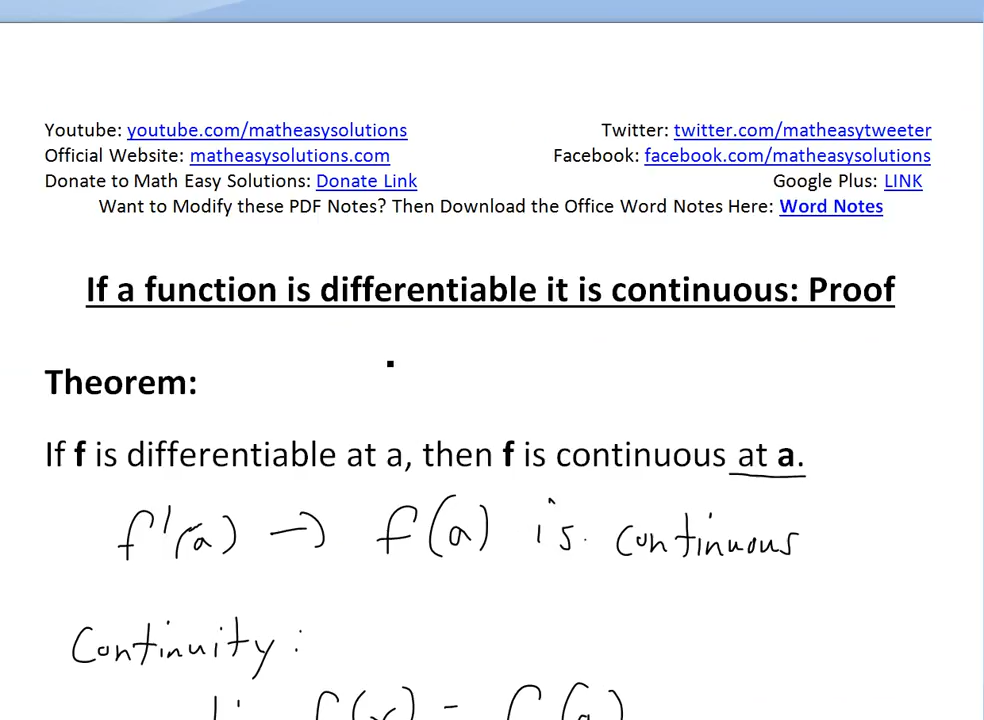 Youtube: youtube.com/matheasysolutions Twitter: twitter.com/matheasytweeter
Official Website: matheasysolutions.com Facebook: facebook.com/matheasysolutions
Donate to Math Easy Solutions: Donate Link Google Plus: LINK
Want to Modify these PDF Notes? Then Download the Office Word Notes Here: Word Notes
If a function is differentiable it is continuous: Proof
Theorem:
If f is differentiable at a, then f is continuous at a.
f'(a) → f(a) is continuous
Continuity:
lim f(x) = f(a)